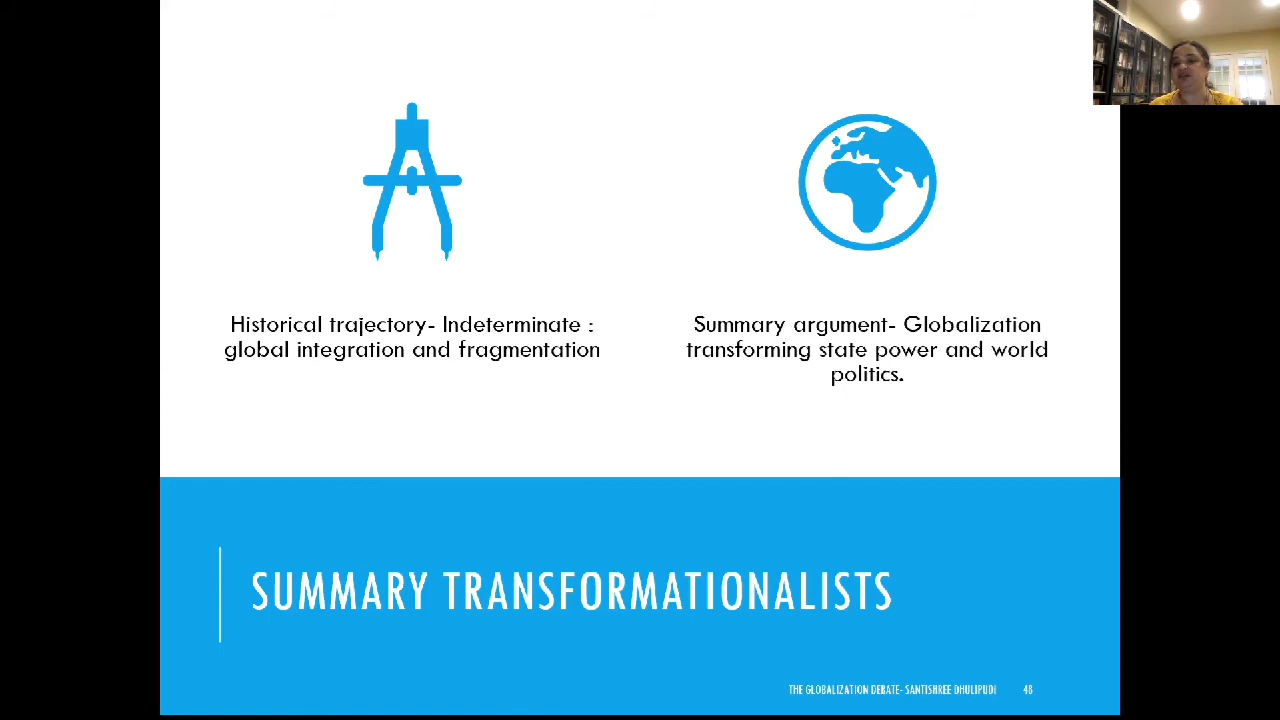 Historical trajectory- Indeterminate :
global integration and fragmentation
Summary argument- Globalization
transforming state power and world
politics.
SUMMARY TRANSFORMATIONALISTS
THE GLOBALIZATION DEBATE- SANTISHREE DHULIPUDI 48